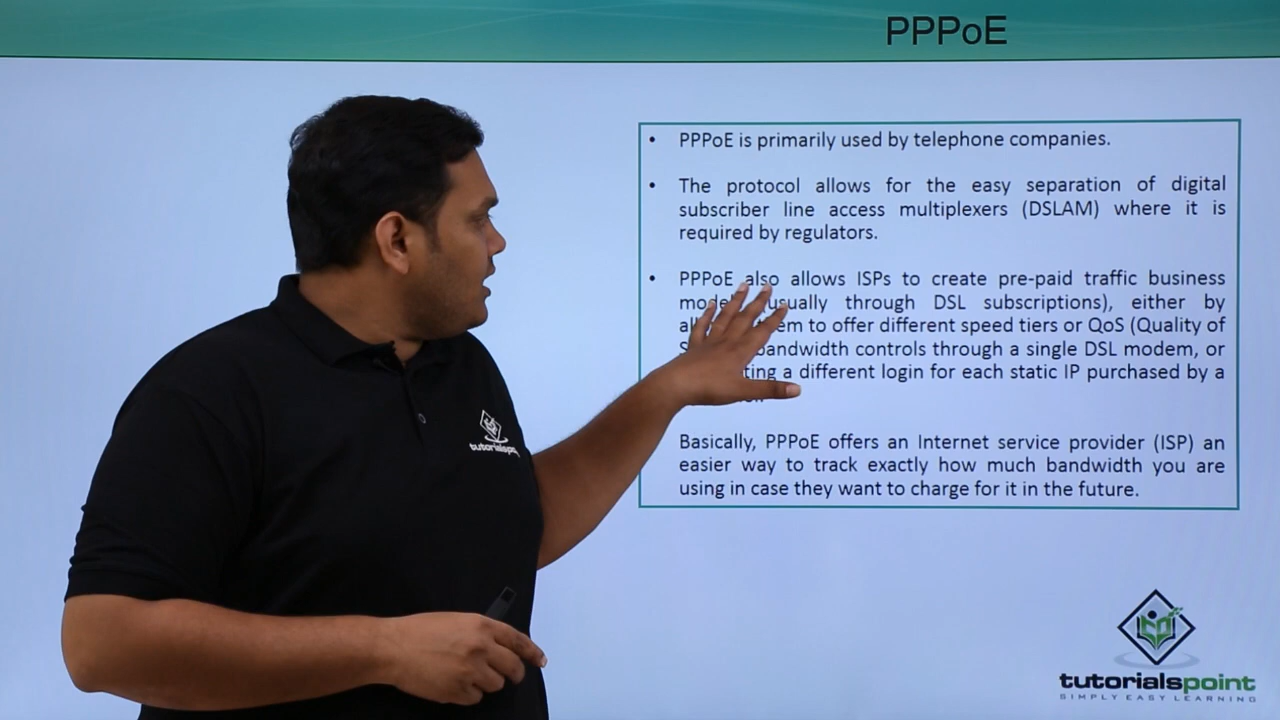 PPPoE
• PPPoE is primarily used by telephone companies.
• The protocol allows for the easy separation of digital
subscriber line access multiplexers (DSLAM) where it is
required by regulators.
• PPPoE also allows ISPs to create pre-paid traffic business
usually through DSL subscriptions), either by
to offer different speed tiers or QoS (Quality of
bandwidth controls through a single DSL modem, or
a different login for each static IP purchased by a
Basically, PPPoE offers an Internet service provider (ISP) an
easier way to track exactly how much bandwidth you are
using in case they want to charge for it in the future.
tutorialspoint
SIMPLY EASY LEARNING